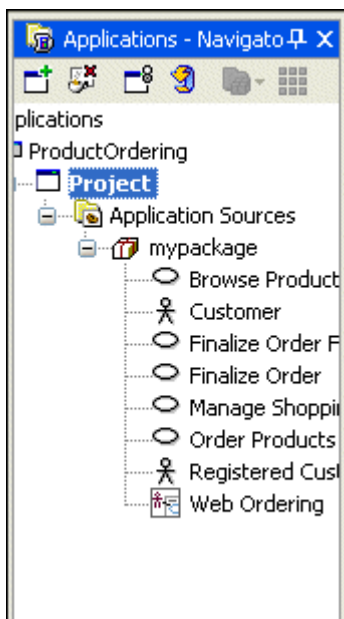 Applications - Navigato
plications
ProductOrdering
Project
Application Sources
mypackage
Browse Product
Customer
Finalize Order F
Finalize Order
Manage Shoppi
Order Products
Registered Cust
Web Ordering